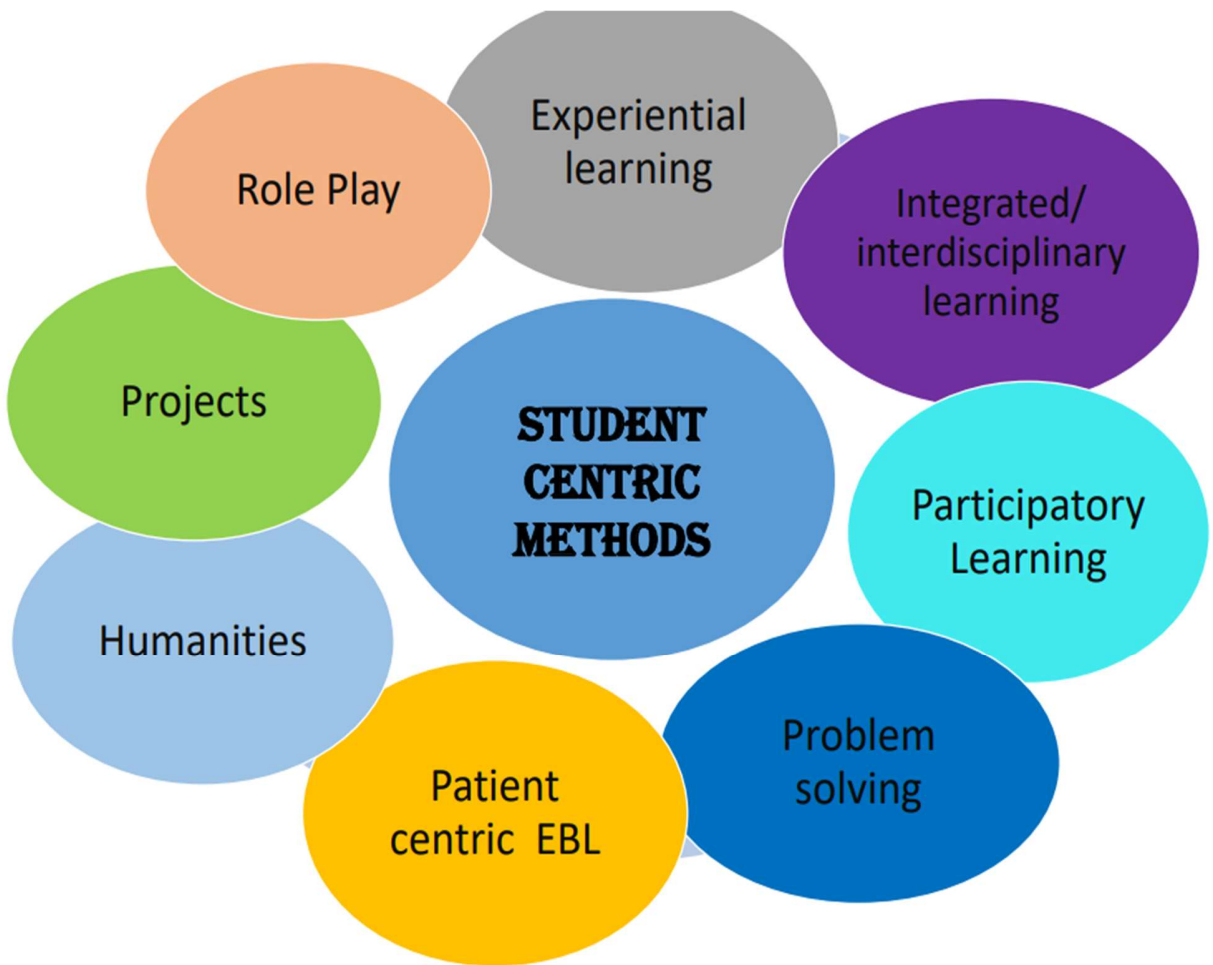 Experiential
learning
Integrated/
interdisciplinary
learning
Participatory
Learning
Problem
solving
Patient
centric EBL
Humanities
Projects
Role Play
STUDENT
CENTRIC
METHODS